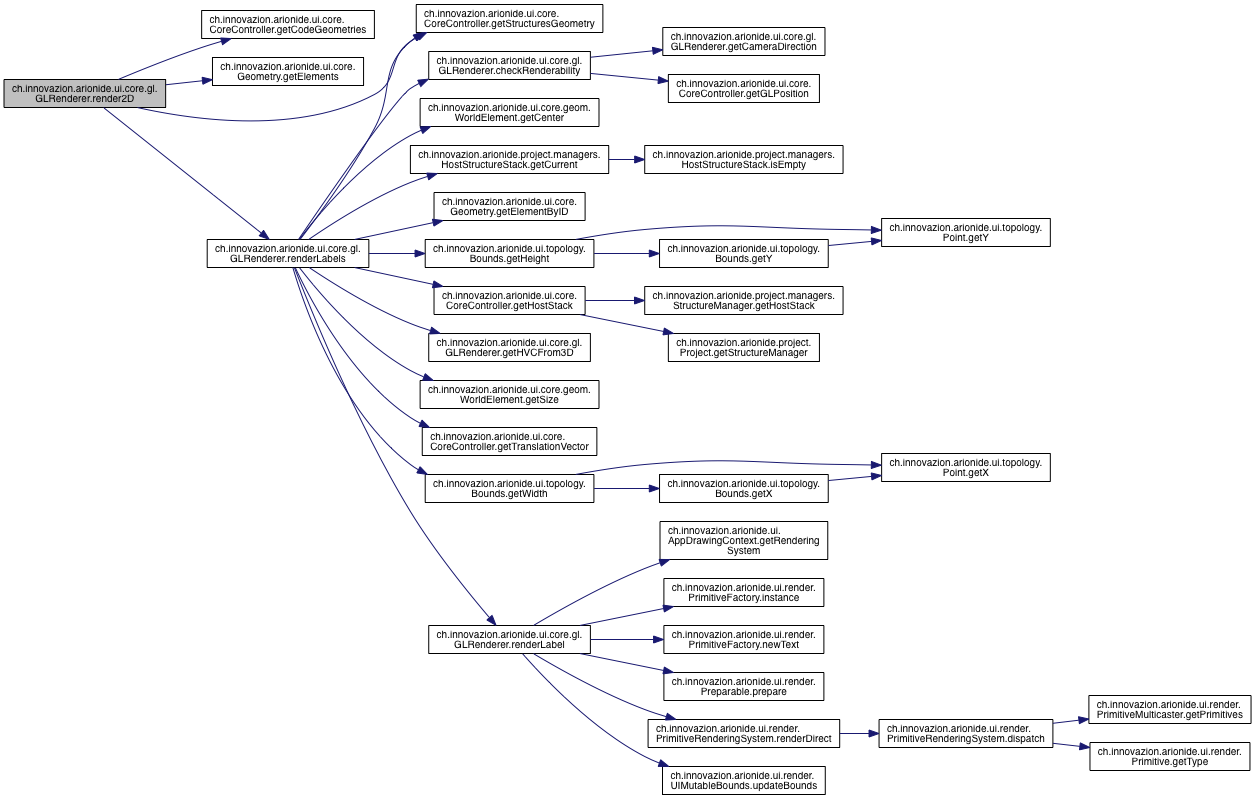 ch.innovazion.arionide.ui.core.gl.
GLRenderer.render2D
ch.innovazion.arionide.ui.core.
CoreController.getCodeGeometries
ch.innovazion.arionide.ui.core.
Geometry.getElements
ch.innovazion.arionide.ui.core.
CoreController.getStructuresGeometry
ch.innovazion.arionide.ui.core.gl.
GLRenderer.renderLabels
ch.innovazion.arionide.ui.core.gl.
GLRenderer.checkRenderability
ch.innovazion.arionide.ui.core.gl.
GLRenderer.getCameraDirection
ch.innovazion.arionide.ui.core.
CoreController.getGLPosition
ch.innovazion.arionide.ui.core.geom.
WorldElement.getCenter
ch.innovazion.arionide.project.managers.
HostStructureStack.getCurrent
ch.innovazion.arionide.project.managers.
HostStructureStack.isEmpty
ch.innovazion.arionide.ui.core.
Geometry.getElementByID
ch.innovazion.arionide.ui.topology.
Bounds.getHeight
ch.innovazion.arionide.ui.topology.
Bounds.getY
ch.innovazion.arionide.ui.topology.
Point.getY
ch.innovazion.arionide.ui.core.
CoreController.getHostStack
ch.innovazion.arionide.project.managers.
StructureManager.getHostStack
ch.innovazion.arionide.project.
Project.getStructureManager
ch.innovazion.arionide.ui.core.gl.
GLRenderer.getHVCFrom3D
ch.innovazion.arionide.ui.core.geom.
WorldElement.getSize
ch.innovazion.arionide.ui.core.
CoreController.getTranslationVector
ch.innovazion.arionide.ui.topology.
Bounds.getWidth
ch.innovazion.arionide.ui.topology.
Bounds.getX
ch.innovazion.arionide.ui.topology.
Point.getX
ch.innovazion.arionide.ui.core.gl.
GLRenderer.renderLabel
ch.innovazion.arionide.ui.
AppDrawingContext.getRendering
System
ch.innovazion.arionide.ui.render.
PrimitiveFactory.instance
ch.innovazion.arionide.ui.render.
PrimitiveFactory.newText
ch.innovazion.arionide.ui.render.
Preparable.prepare
ch.innovazion.arionide.ui.render.
PrimitiveRenderingSystem.renderDirect
ch.innovazion.arionide.ui.render.
PrimitiveRenderingSystem.dispatch
ch.innovazion.arionide.ui.render.
PrimitiveMulticaster.getPrimitives
ch.innovazion.arionide.ui.render.
Primitive.getType
ch.innovazion.arionide.ui.render.
UIMutableBounds.updateBounds